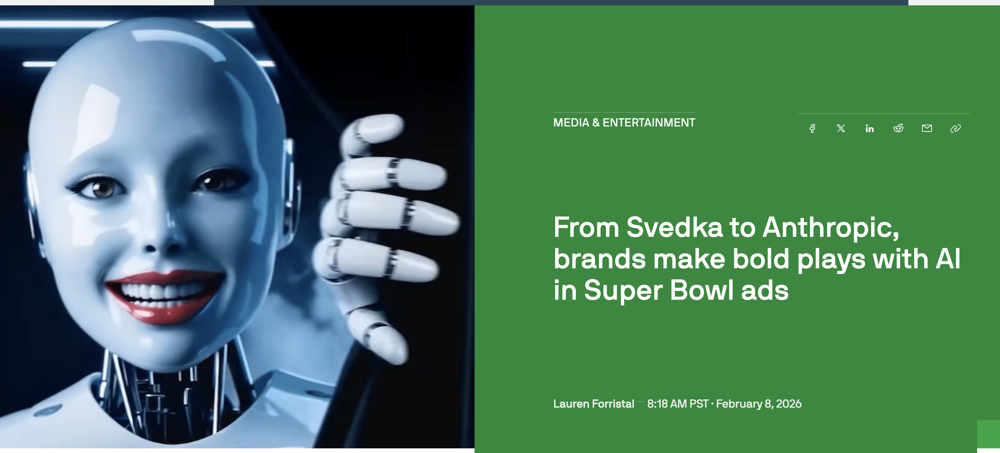 MEDIA & ENTERTAINMENT
From Svedka to Anthropic,
brands make bold plays with AI
in Super Bowl ads
Lauren Forristal — 8:18 AM PST · February 8, 2026